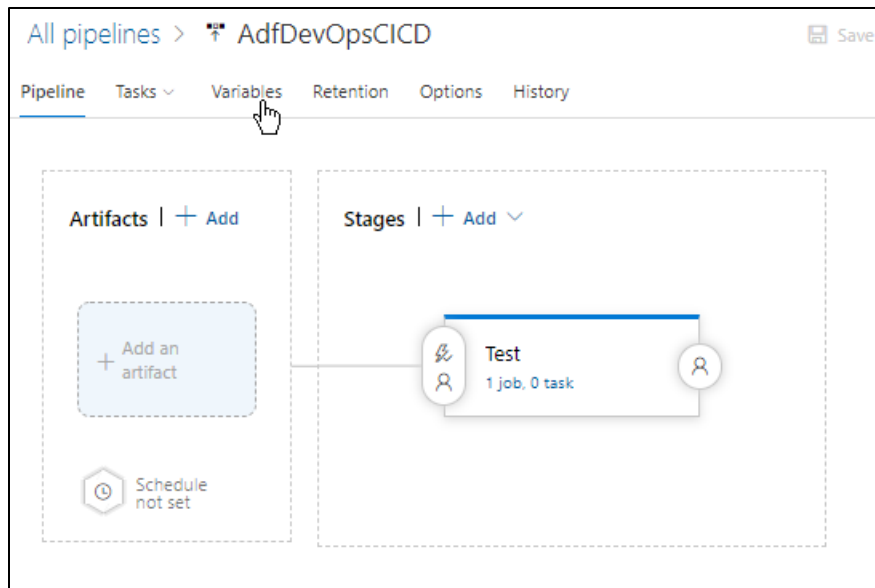 All pipelines > AdfDevOpsCICD Save
Pipeline Tasks Variables Retention Options History
Artifacts | + Add
Stages | + Add
+ Add an
artifact
Schedule
not set
Test
1 job, 0 task